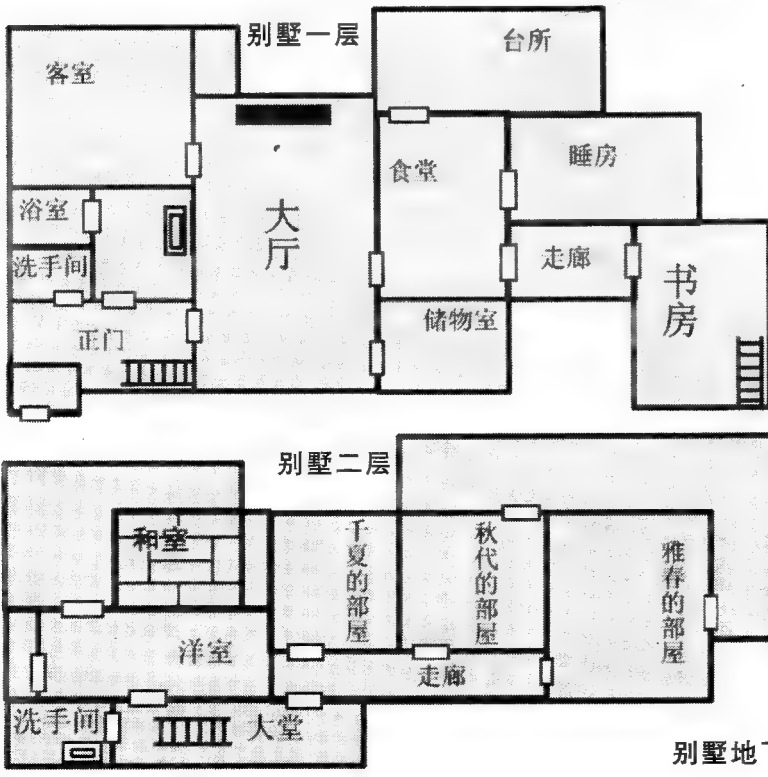 别墅一层
台所
客室
睡房
食堂
浴室
大厅
走廊
洗手间
书房
储物室
正门
别墅二层
和室
千夏的部屋
秋代的部屋
雅春的部屋
洋室
走廊
洗手间
大堂
别墅地